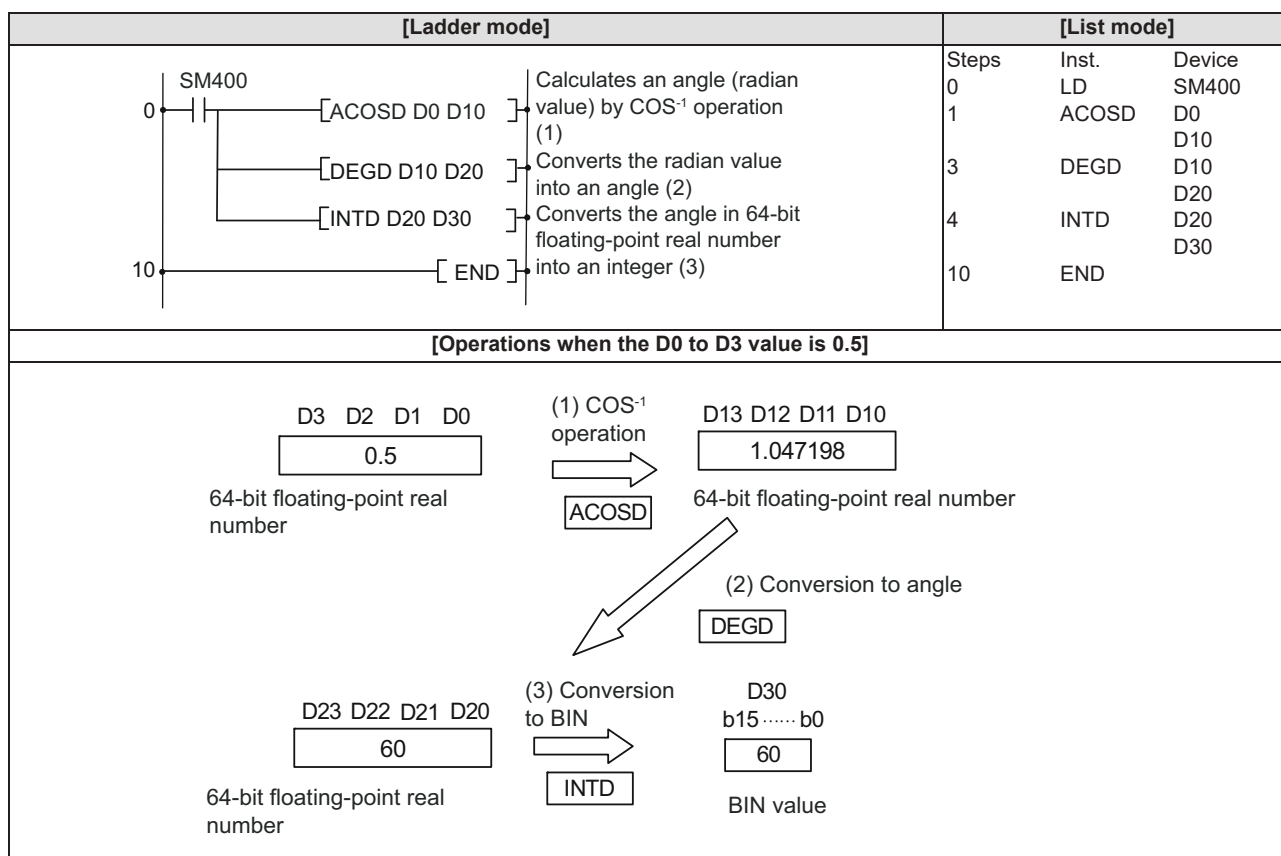 [Ladder mode]
[List mode]
SM400
0
[ACOSD D0 D10 ]
Calculates an angle (radian
value) by COS-1 operation
(1)
[DEGD D10 D20 ]
Converts the radian value
into an angle (2)
[INTD D20 D30 ]
Converts the angle in 64-bit
floating-point real number
into an integer (3)
10
[ END ]
Steps Inst. Device
0 LD SM400
1 ACOSD D0
D10
3 DEGD D10
D20
4 INTD D20
D30
10 END
[Operations when the D0 to D3 value is 0.5]
D3 D2 D1 D0
0.5
64-bit floating-point real
number
(1) COS-1
operation
ACOSD
D13 D12 D11 D10
1.047198
64-bit floating-point real number
(2) Conversion to angle
DEGD
D23 D22 D21 D20
60
64-bit floating-point real
number
(3) Conversion
to BIN
INTD
D30
b15 ······ b0
60
BIN value